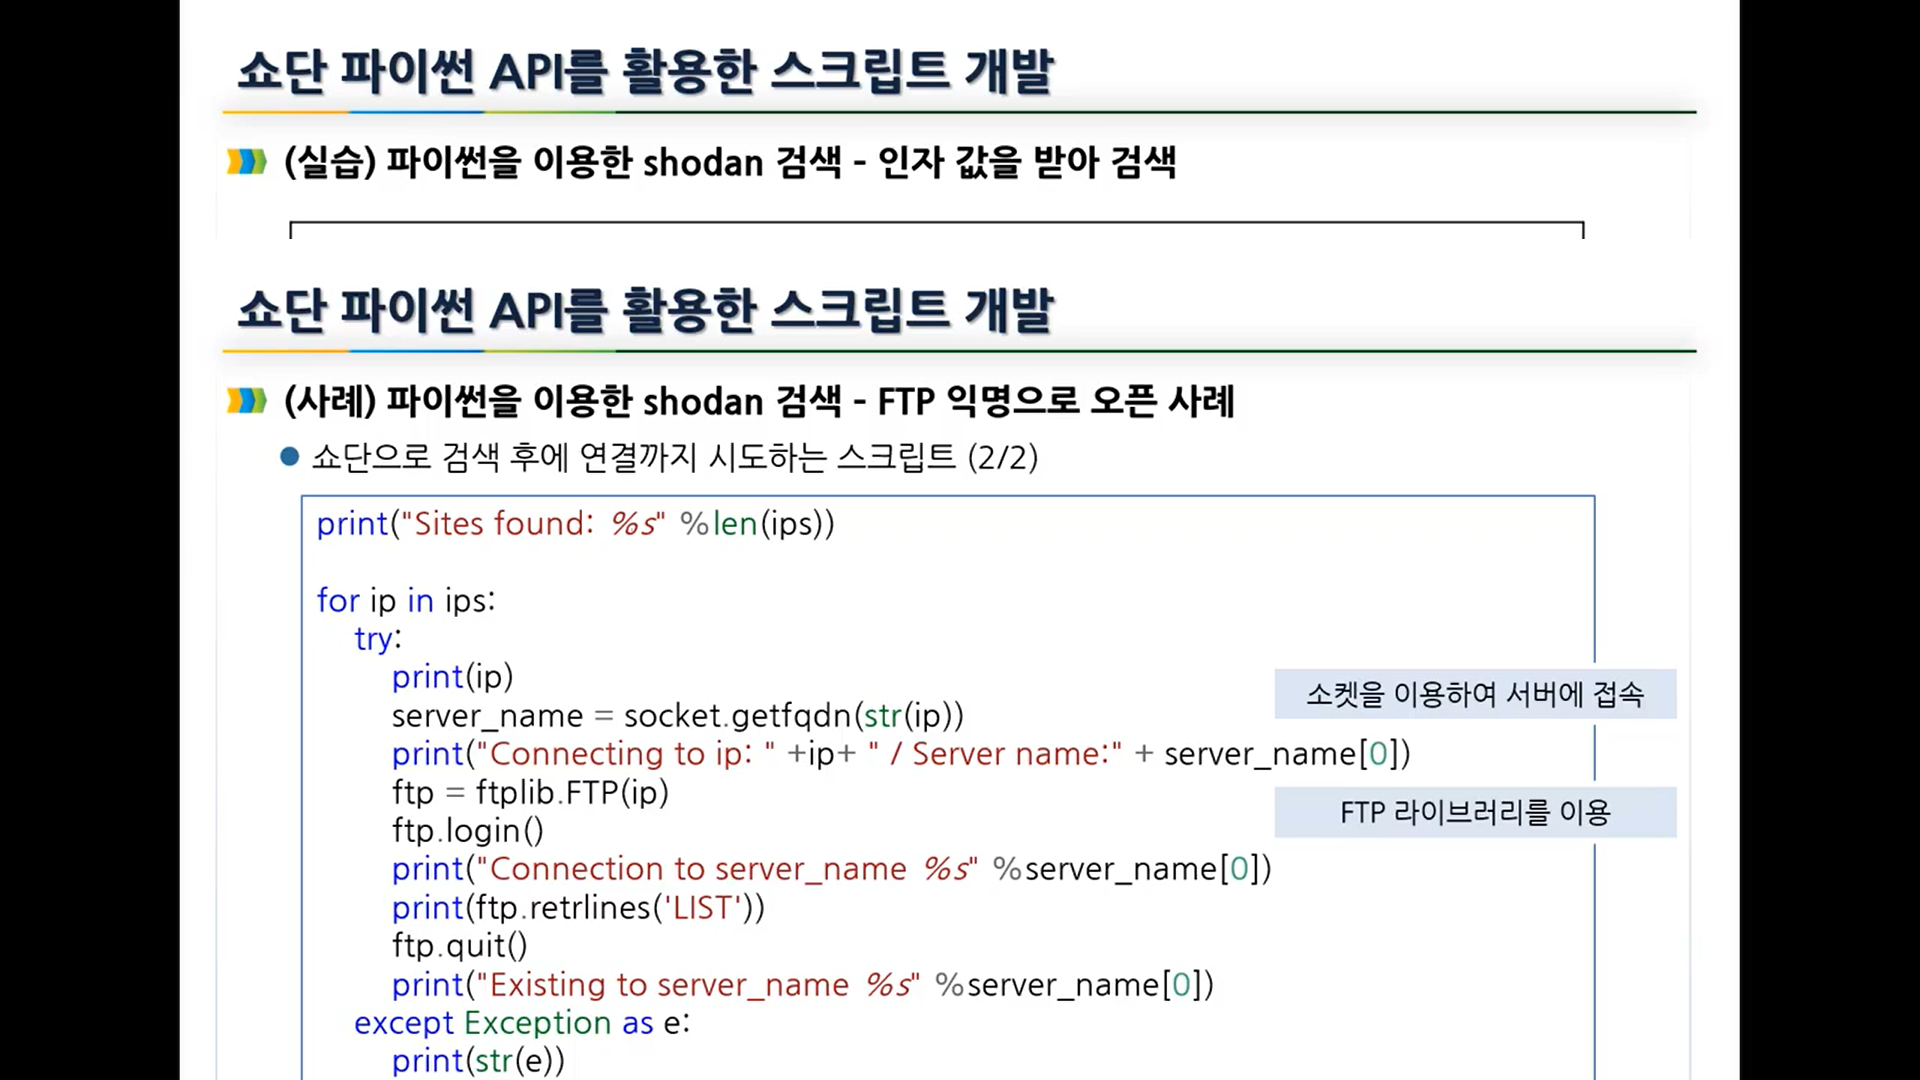 쇼단 파이썬 API를 활용한 스크립트 개발
(실습) 파이썬을 이용한 shodan 검색 - 인자 값을 받아 검색
쇼단 파이썬 API를 활용한 스크립트 개발
(사례) 파이썬을 이용한 shodan 검색 - FTP 익명으로 오픈 사례
쇼단으로 검색 후에 연결까지 시도하는 스크립트 (2/2)
print("Sites found: %s" %len(ips))
for ip in ips:
try:
print(ip)
server_name = socket.getfqdn(str(ip))
소켓을 이용하여 서버에 접속
print("Connecting to ip: " +ip+ " / Server name:" + server_name[0])
ftp = ftplib.FTP(ip)
FTP 라이브러리를 이용
ftp.login()
print("Connection to server_name %s" %server_name[0])
print(ftp.retrlines('LIST'))
ftp.quit()
print("Existing to server_name %s" %server_name[0])
except Exception as e:
print(str(e))